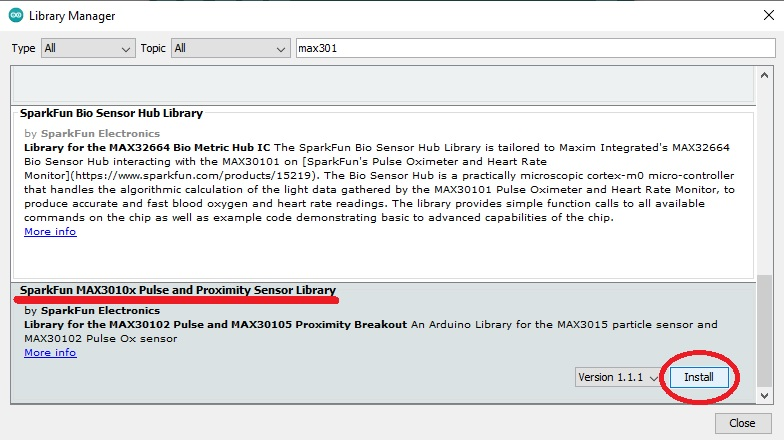 Library Manager
Type All Topic All max301
SparkFun Bio Sensor Hub Library
by SparkFun Electronics
Library for the MAX32664 Bio Metric Hub IC The SparkFun Bio Sensor Hub Library is tailored to Maxim Integrated's MAX32664
Bio Sensor Hub interacting with the MAX30101 on [SparkFun's Pulse Oximeter and Heart Rate
Monitor](https://www.sparkfun.com/products/15219). The Bio Sensor Hub is a practically microscopic cortex-m0 micro-controller
that handles the algorithmic calculation of the light data gathered by the MAX30101 Pulse Oximeter and Heart Rate Monitor, to
produce accurate and fast blood oxygen and heart rate readings. The library provides simple function calls to all available
commands on the chip as well as example code demonstrating basic to advanced capabilities of the chip.
More info
SparkFun MAX3010x Pulse and Proximity Sensor Library
by SparkFun Electronics
Library for the MAX30102 Pulse and MAX30105 Proximity Breakout An Arduino Library for the MAX3015 particle sensor and
MAX30102 Pulse Ox sensor
More info
Version 1.1.1 Install
Close